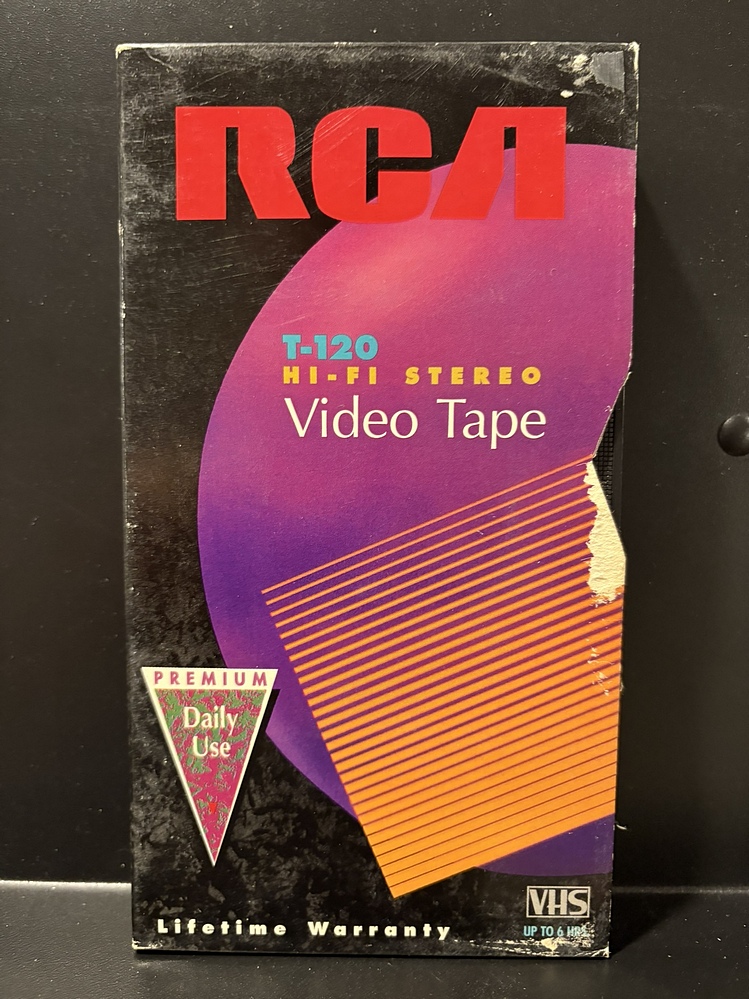 RCA
T-120
HI-FI STEREO
Video Tape
PREMIUM
Daily
Use
VHS
Lifetime Warranty
UP TO 6 HRS